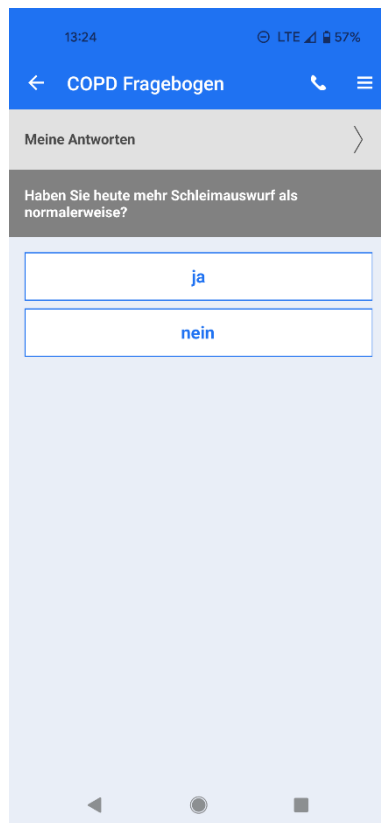 13:24 LTE 57%
COPD Fragebogen
Meine Antworten
Haben Sie heute mehr Schleimauswurf als
normalerweise?
ja
nein